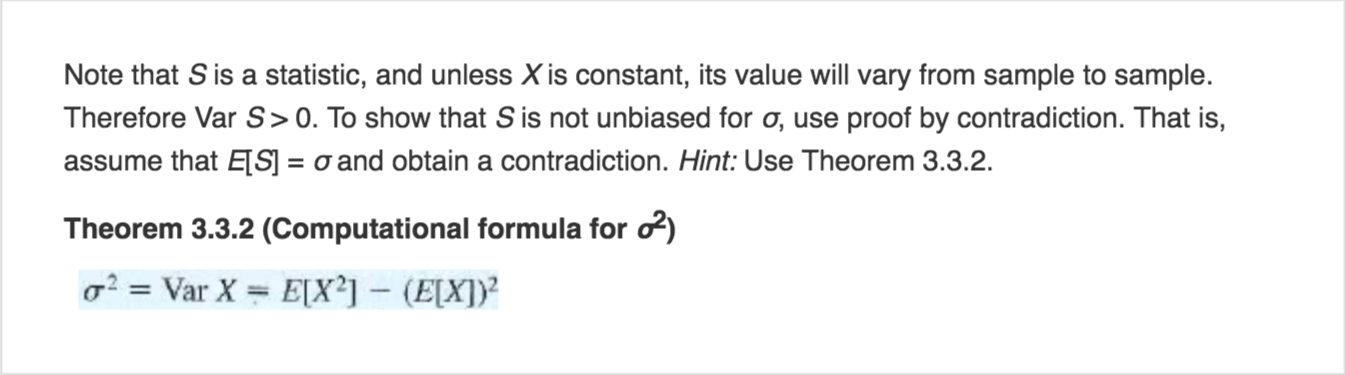 Note that S is a statistic, and unless X is constant, its value will vary from sample to sample.
Therefore Var S > 0. To show that S is not unbiased for σ, use proof by contradiction. That is,
assume that E[S] = σ and obtain a contradiction. Hint: Use Theorem 3.3.2.
Theorem 3.3.2 (Computational formula for σ²)
σ² = Var X = E[X²] − (E[X])²